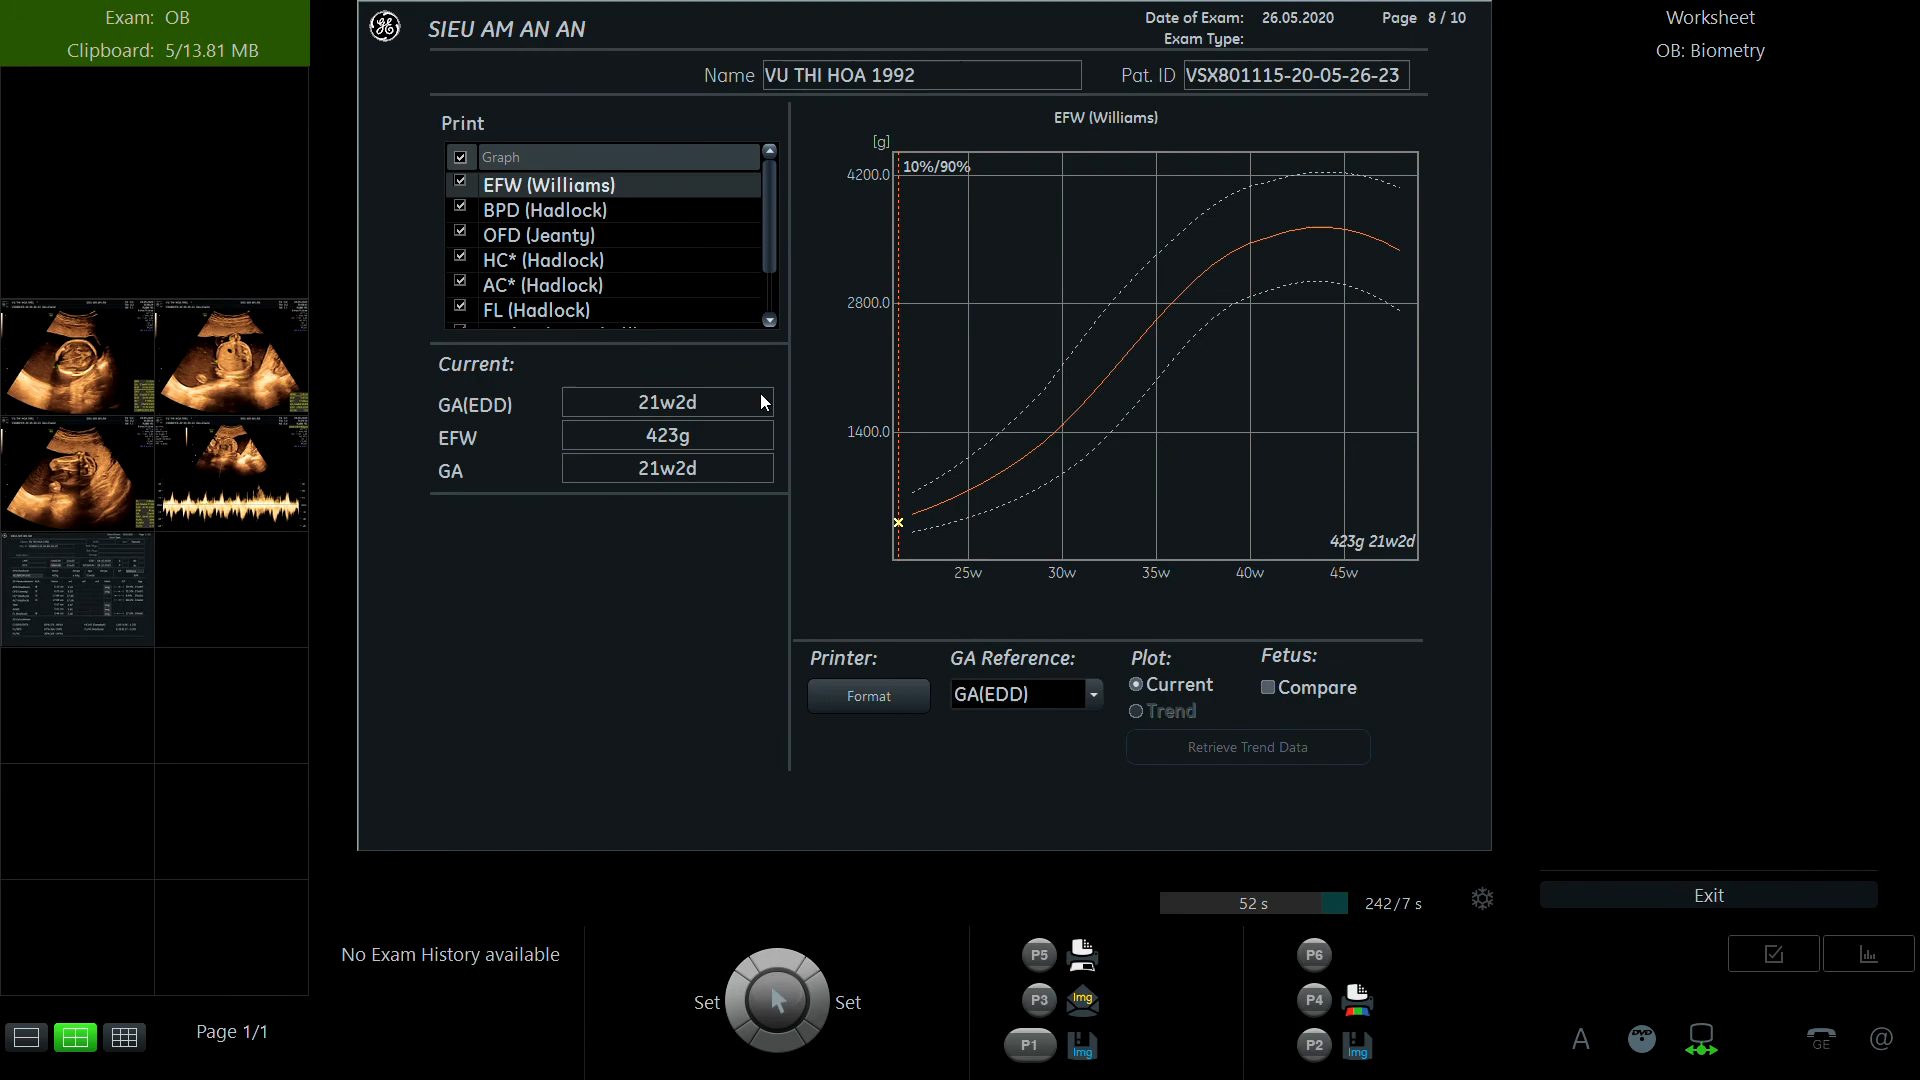 Exam: OB
Clipboard: 5/13.81 MB
SIEU AM AN AN
Date of Exam: 26.05.2020 Page 8 / 10
Exam Type:
Name VU THI HOA 1992 Pat. ID VSX801115-20-05-26-23
Worksheet
OB: Biometry
Print
Graph
EFW (Williams)
BPD (Hadlock)
OFD (Jeanty)
HC* (Hadlock)
AC* (Hadlock)
FL (Hadlock)
Current:
GA(EDD) 21w2d
EFW 423g
GA 21w2d
EFW (Williams)
[g]
10%/90%
4200.0
2800.0
1400.0
423g 21w2d
25w 30w 35w 40w 45w
Printer:
Format
GA Reference:
GA(EDD)
Plot:
Current
Trend
Fetus:
Compare
Retrieve Trend Data
52 s 242/7 s
Exit
No Exam History available
Set Set
P5
P3 Img
P1 Img
P6
P4
P2 Img
Page 1/1
A DVD GE @